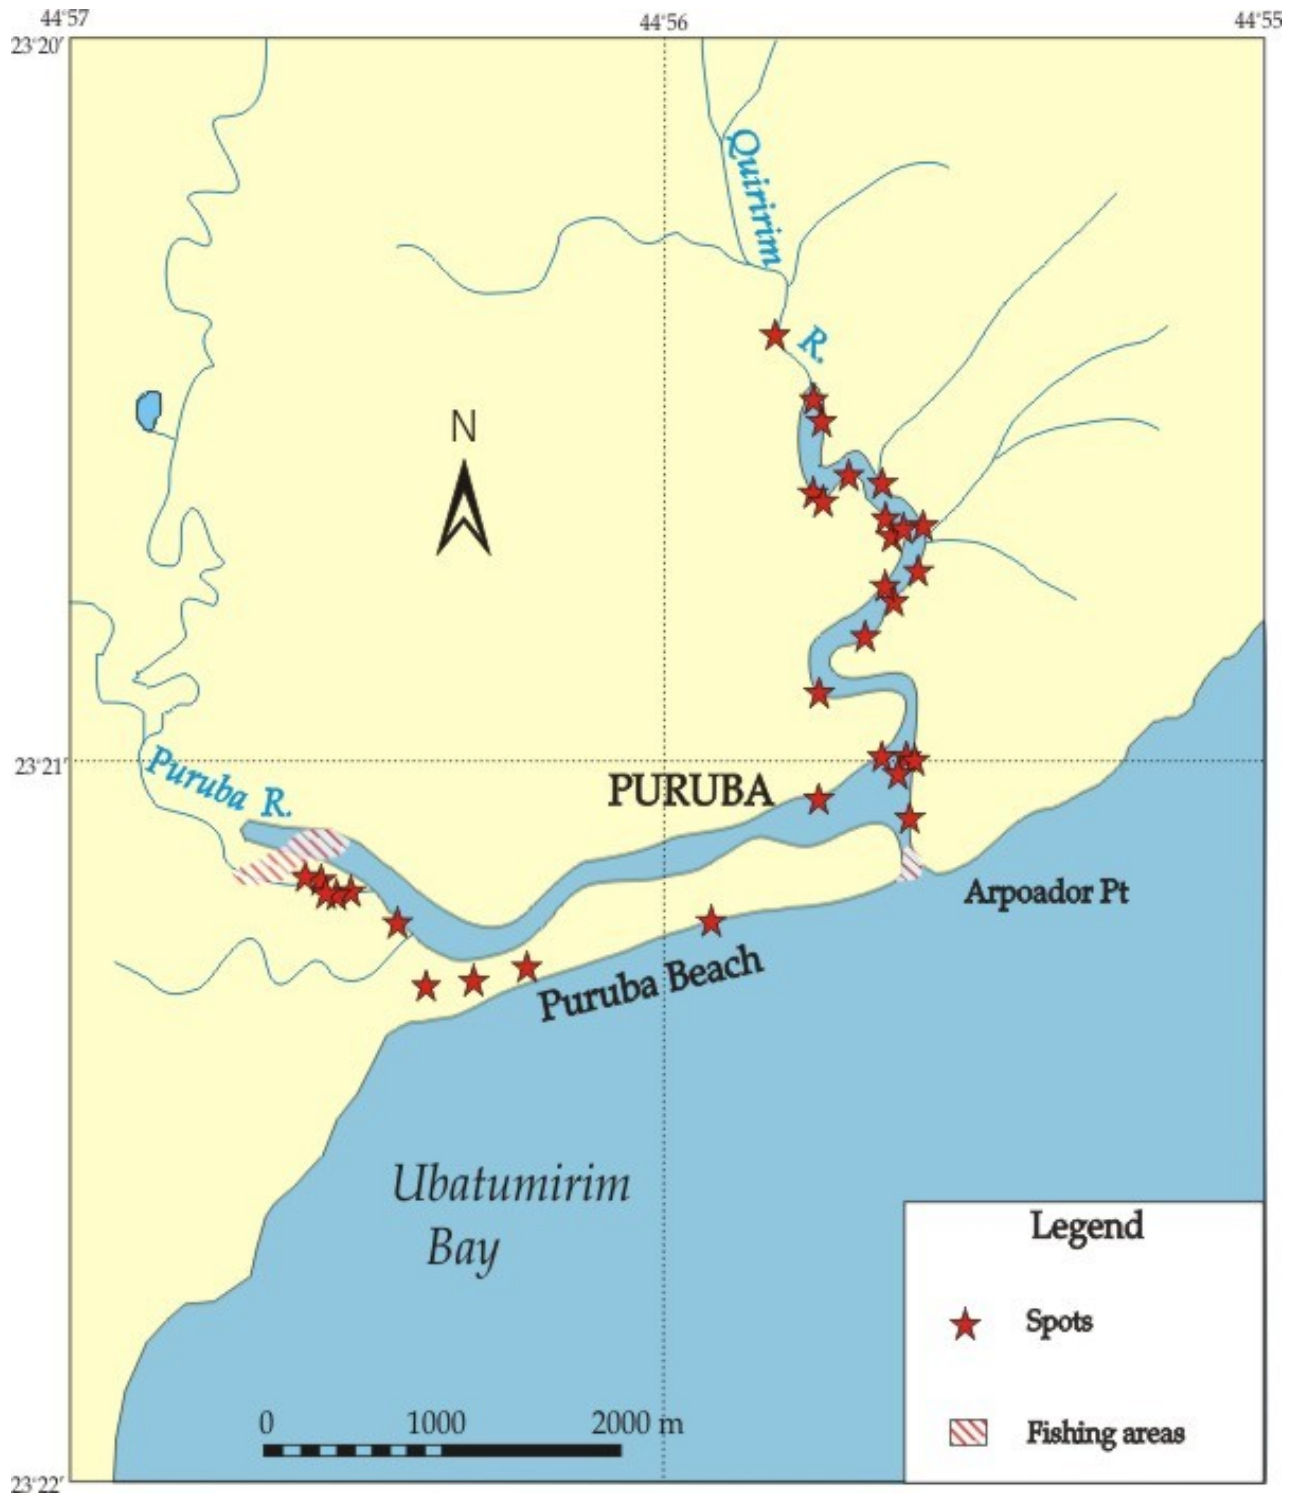 44°57
44°56
44°55
23°20′
Quiririm
R.
N
23°21′
Puruba R.
PURUBA
Arpoador Pt
Puruba Beach
Ubatumirim
Bay
Legend
Spots
Fishing areas
0 1000 2000 m
23°22′